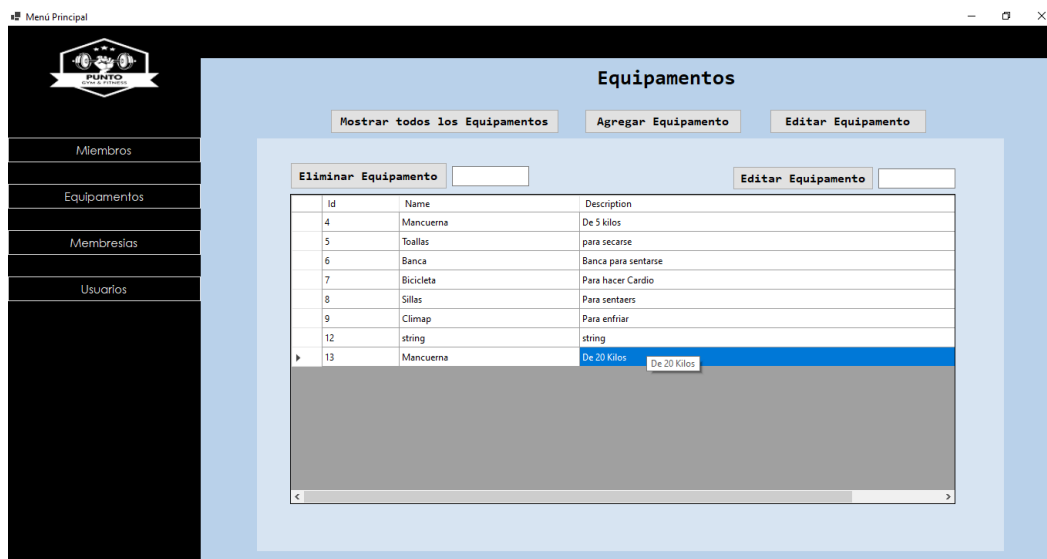 Menú Principal
PUNTO
GYM & FITNESS
Equipamentos
Mostrar todos los Equipamentos Agregar Equipamento Editar Equipamento
Miembros
Equipamentos
Membresias
Usuarios
Eliminar Equipamento Editar Equipamento
Id Name Description
4 Mancuerna De 5 kilos
5 Toallas para secarse
6 Banca Banca para sentarse
7 Bicicleta Para hacer Cardio
8 Sillas Para sentaers
9 Climap Para enfriar
12 string string
13 Mancuerna De 20 Kilos
De 20 Kilos